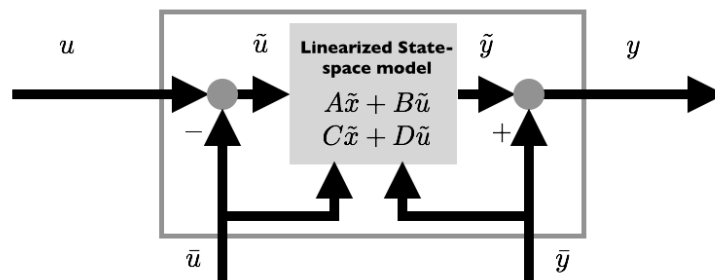 u
ũ
Linearized State-
space model
Ax̃ + Bũ
Cx̃ + Dũ
ỹ
y
−
+
ū
ȳ